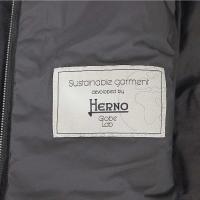 Sustainable garment
developed by
HERNO
Globe
Lab